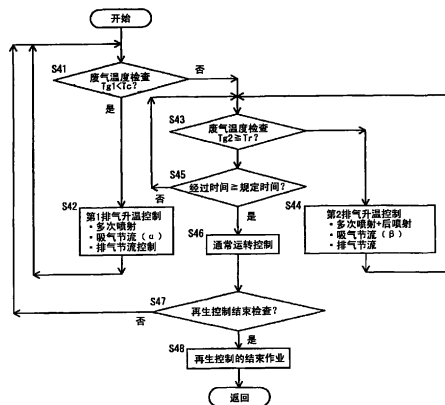 开始
S41
废气温度检查
Tg1<Tc?
否
是
S43
废气温度检查
Tg2≧Tr?
S45
经过时间≧规定时间?
否
是
S42
第1排气升温控制
・多次喷射
・吸气节流（α）
・排气节流控制
S46
通常运转控制
S44
第2排气升温控制
・多次喷射+后喷射
・吸气节流（β）
・排气节流
S47
再生控制结束检查?
否
是
S48
再生控制的结束作业
返回